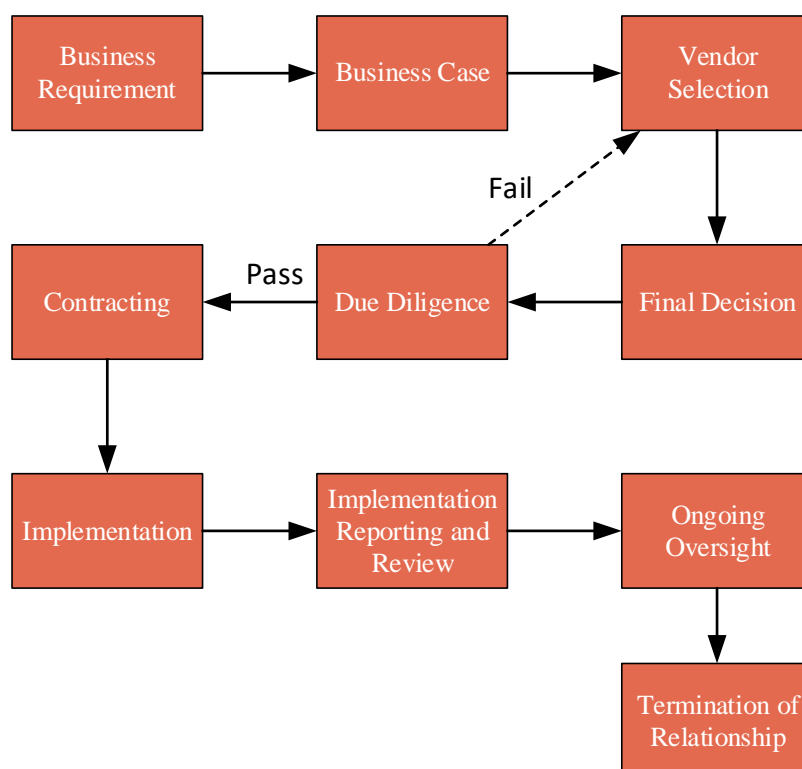 Business
Requirement
Business Case
Vendor
Selection
Fail
Contracting
Pass
Due Diligence
Final Decision
Implementation
Implementation
Reporting and
Review
Ongoing
Oversight
Termination of
Relationship